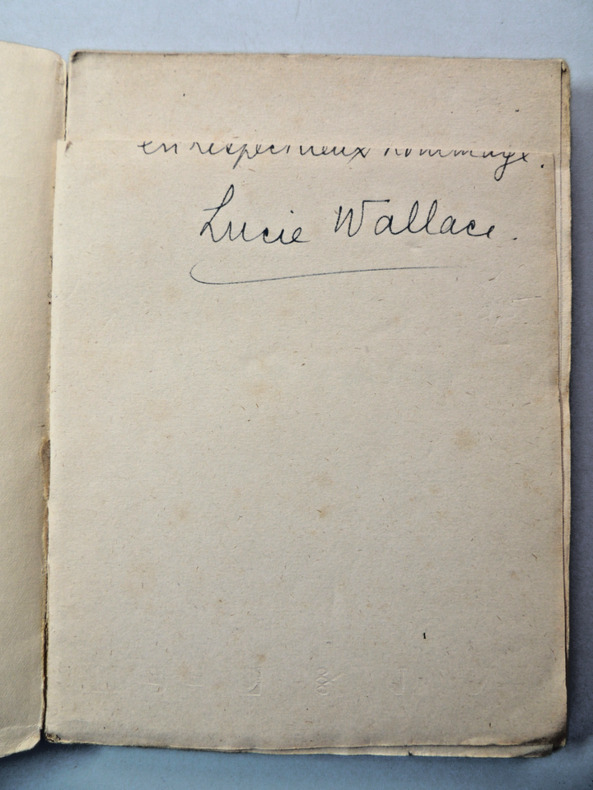 en respectueux hommage.
Lucie Wallace.